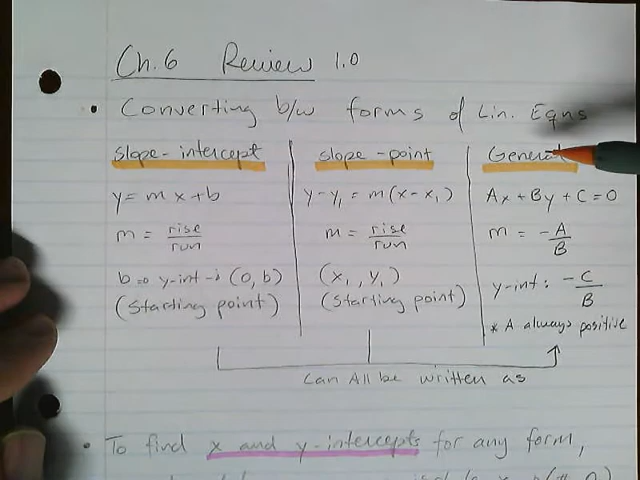 Ch. 6 Review 1.0
• Converting b/w forms of Lin. Eqns
slope-intercept
y = mx + b
m = rise/run
b => y-int → (0, b)
(starting point)
slope-point
y - y₁ = m(x - x₁)
m = rise/run
(x₁, y₁)
(starting point)
General
Ax + By + C = 0
m = -A/B
y-int: -C/B
* A always positive
Can All be written as
• To find x and y-intercepts for any form,